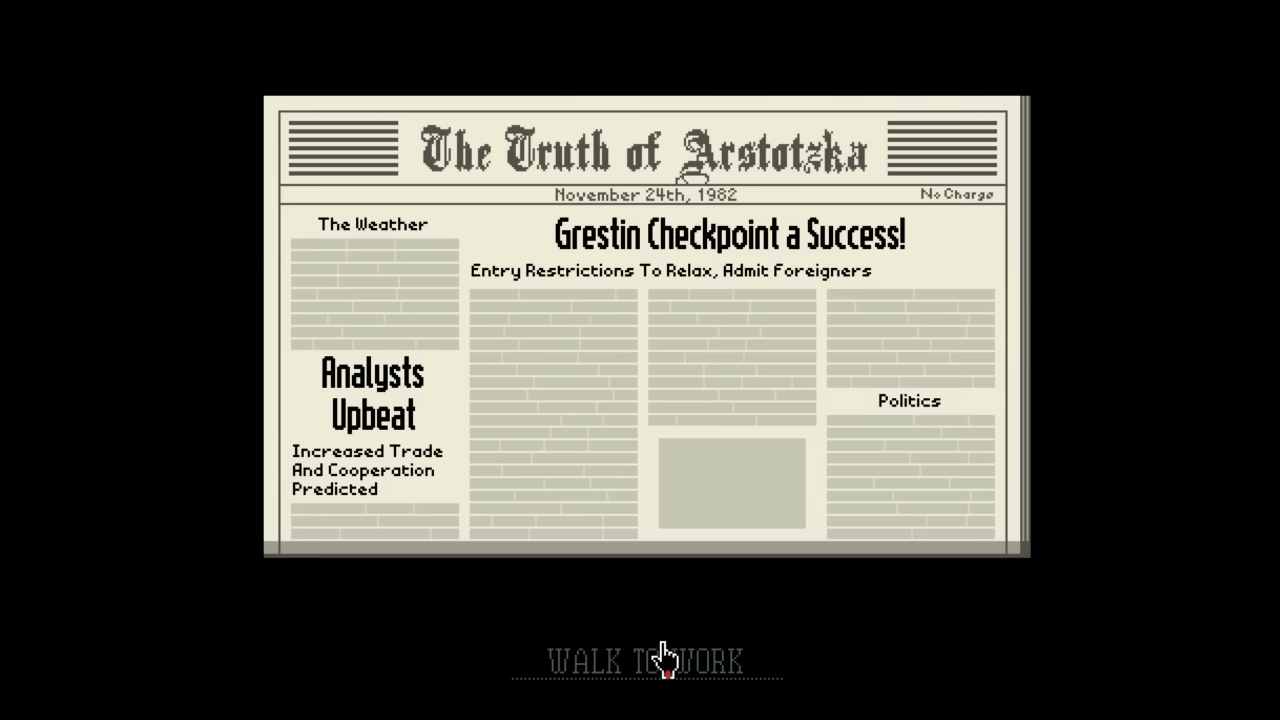 The Truth of Arstotzka
November 24th, 1982
No Charge
The Weather
Analysts
Upbeat
Increased Trade
And Cooperation
Predicted
Grestin Checkpoint a Success!
Entry Restrictions To Relax, Admit Foreigners
Politics
WALK TO WORK